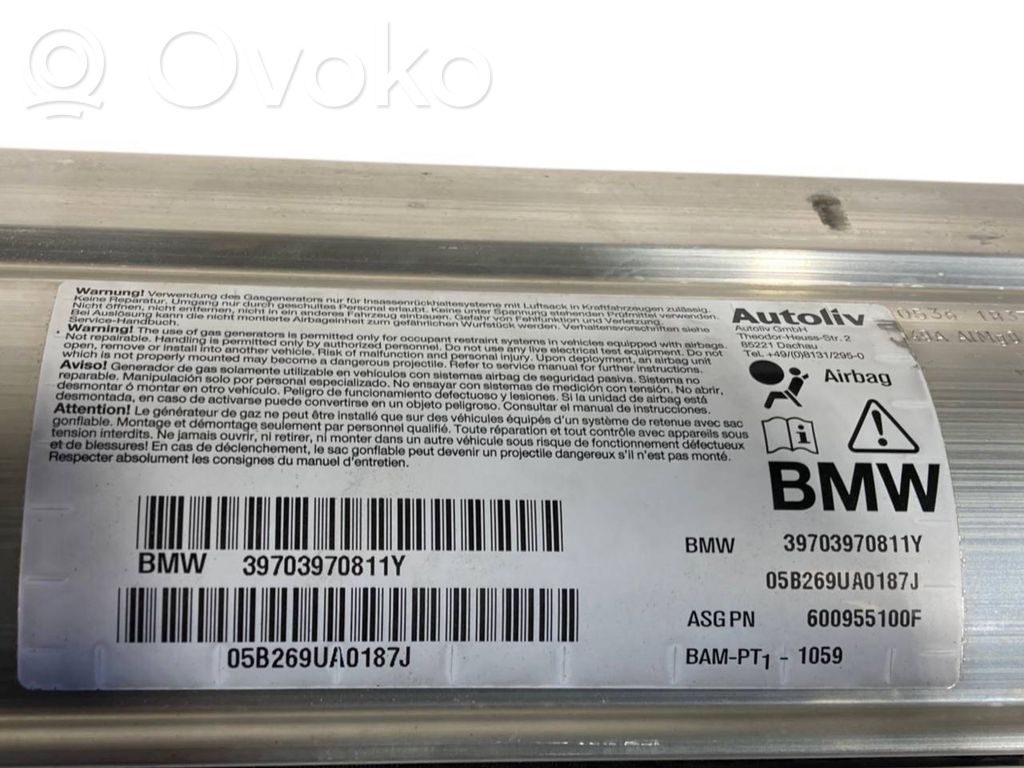 Ovoko
Warnung! Verwendung des Gasgenerators nur für Insassenrückhaltesysteme mit Luftsack in Kraftfahrzeugen zulässig.
Keine Reparatur. Umgang nur durch geschultes Personal erlaubt. Keine unter Spannung stehenden Prüfmittel verwenden.
Nicht öffnen, nicht entfernen, nicht in ein anderes Fahrzeug einbauen. Gefahr von Fehlfunktion und Verletzung.
Bei Auslösung kann die nicht montierte Airbageinheit zum gefährlichen Wurfstück werden. Verhaltensvorschriften siehe
Service-Handbuch.
Warning! The use of gas generators is permitted only for occupant restraint systems in vehicles equipped with airbags.
Not repairable. Handling is permitted only by authorized personnel. Do not use any live electrical test equipment. Do not
open, remove or install into another vehicle. Risk of malfunction and personal injury. Upon deployment, an airbag unit
which is not properly mounted may become a dangerous projectile. Refer to service manual for further instructions.
Aviso! Generador de gas solamente utilizable en vehiculos con sistemas airbag de seguridad pasiva. Sistema no
reparable. Manipulación solo por personal especializado. No ensayar con sistemas de medición con tensión. No abrir,
desmontar ó montar en otro vehiculo. Peligro de funcionamiento defectuoso y lesiones. Si la unidad de airbag está
desmontada, en caso de activarse puede convertirse en un objeto peligroso. Consultar el manual de instrucciones.
Attention! Le générateur de gaz ne peut être installé que sur des véhicules équipés d'un système de retenue avec sac
gonflable. Montage et démontage seulement par personnel qualifié. Toute réparation et tout contrôle avec appareils sous
tension interdits. Ne jamais ouvrir, ni retirer, ni monter dans un autre véhicule sous risque de fonctionnement défectueux
et de blessures! En cas de déclenchement, le sac gonflable peut devenir un projectile dangereux s'il n'est pas monté.
Respecter absolument les consignes du manuel d'entretien.
Autoliv
Autoliv GmbH
Theodor-Heuss-Str. 2
85221 Dachau
Tel. +49/(0)8131/295-0
Airbag
BMW
BMW 39703970811Y
05B269UA0187J
BMW 39703970811Y
05B269UA0187J
ASG PN 600955100F
BAM-PT1 - 1059